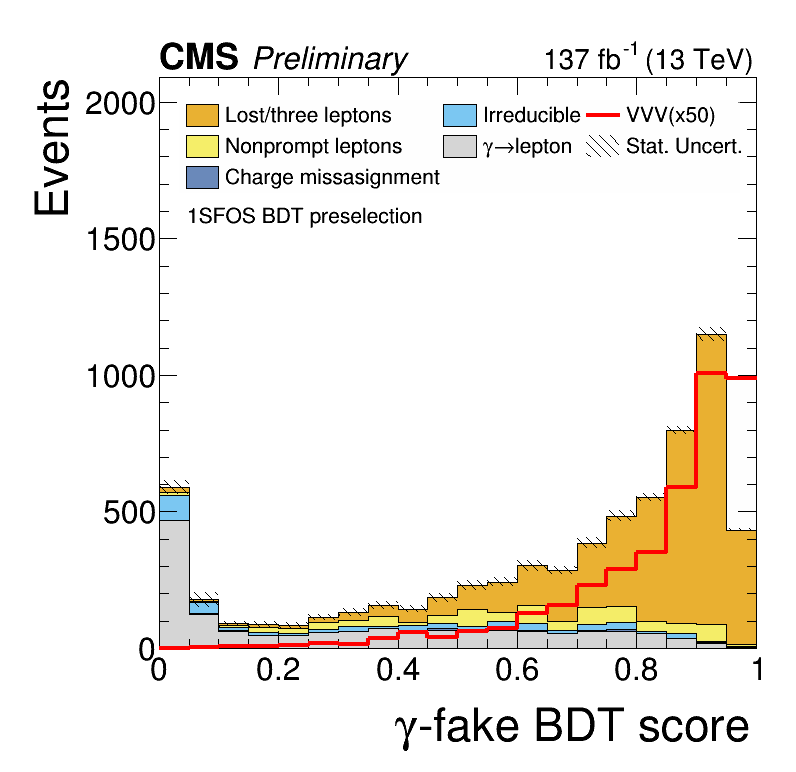 CMS Preliminary 137 fb⁻¹ (13 TeV)
Events
Lost/three leptons Irreducible VVV(x50)
Nonprompt leptons γ→lepton Stat. Uncert.
Charge missasignment
1SFOS BDT preselection
2000
1500
1000
500
0
0 0.2 0.4 0.6 0.8 1
γ-fake BDT score